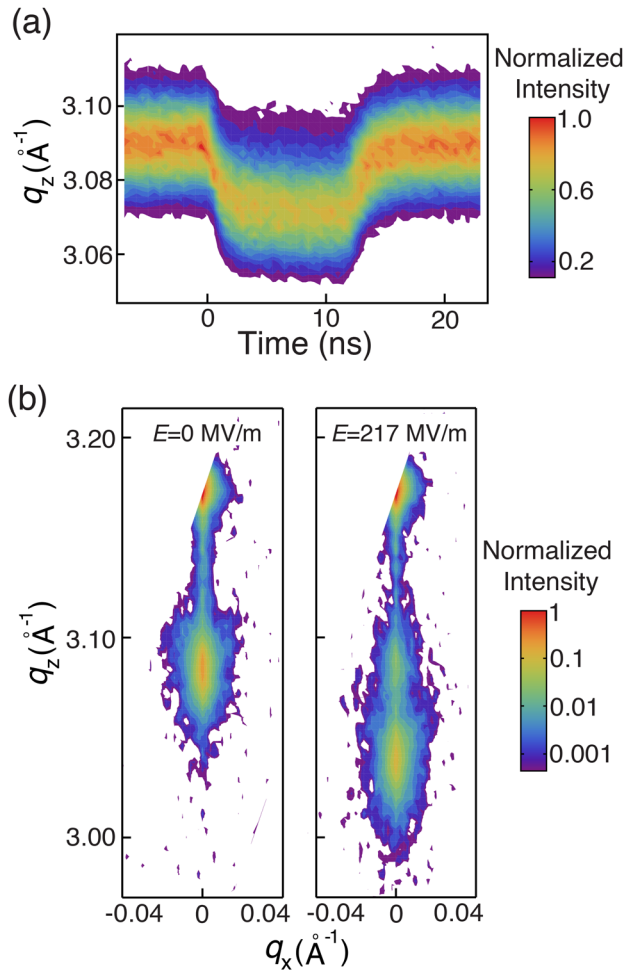 (a)
Normalized
Intensity
3.10
3.08
3.06
qz(Å-1)
1.0
0.6
0.2
0 10 20
Time (ns)
(b)
E=0 MV/m E=217 MV/m
3.20
3.10
3.00
qz(Å-1)
Normalized
Intensity
1
0.1
0.01
0.001
-0.04 0 0.04 -0.04 0 0.04
qx(Å-1)